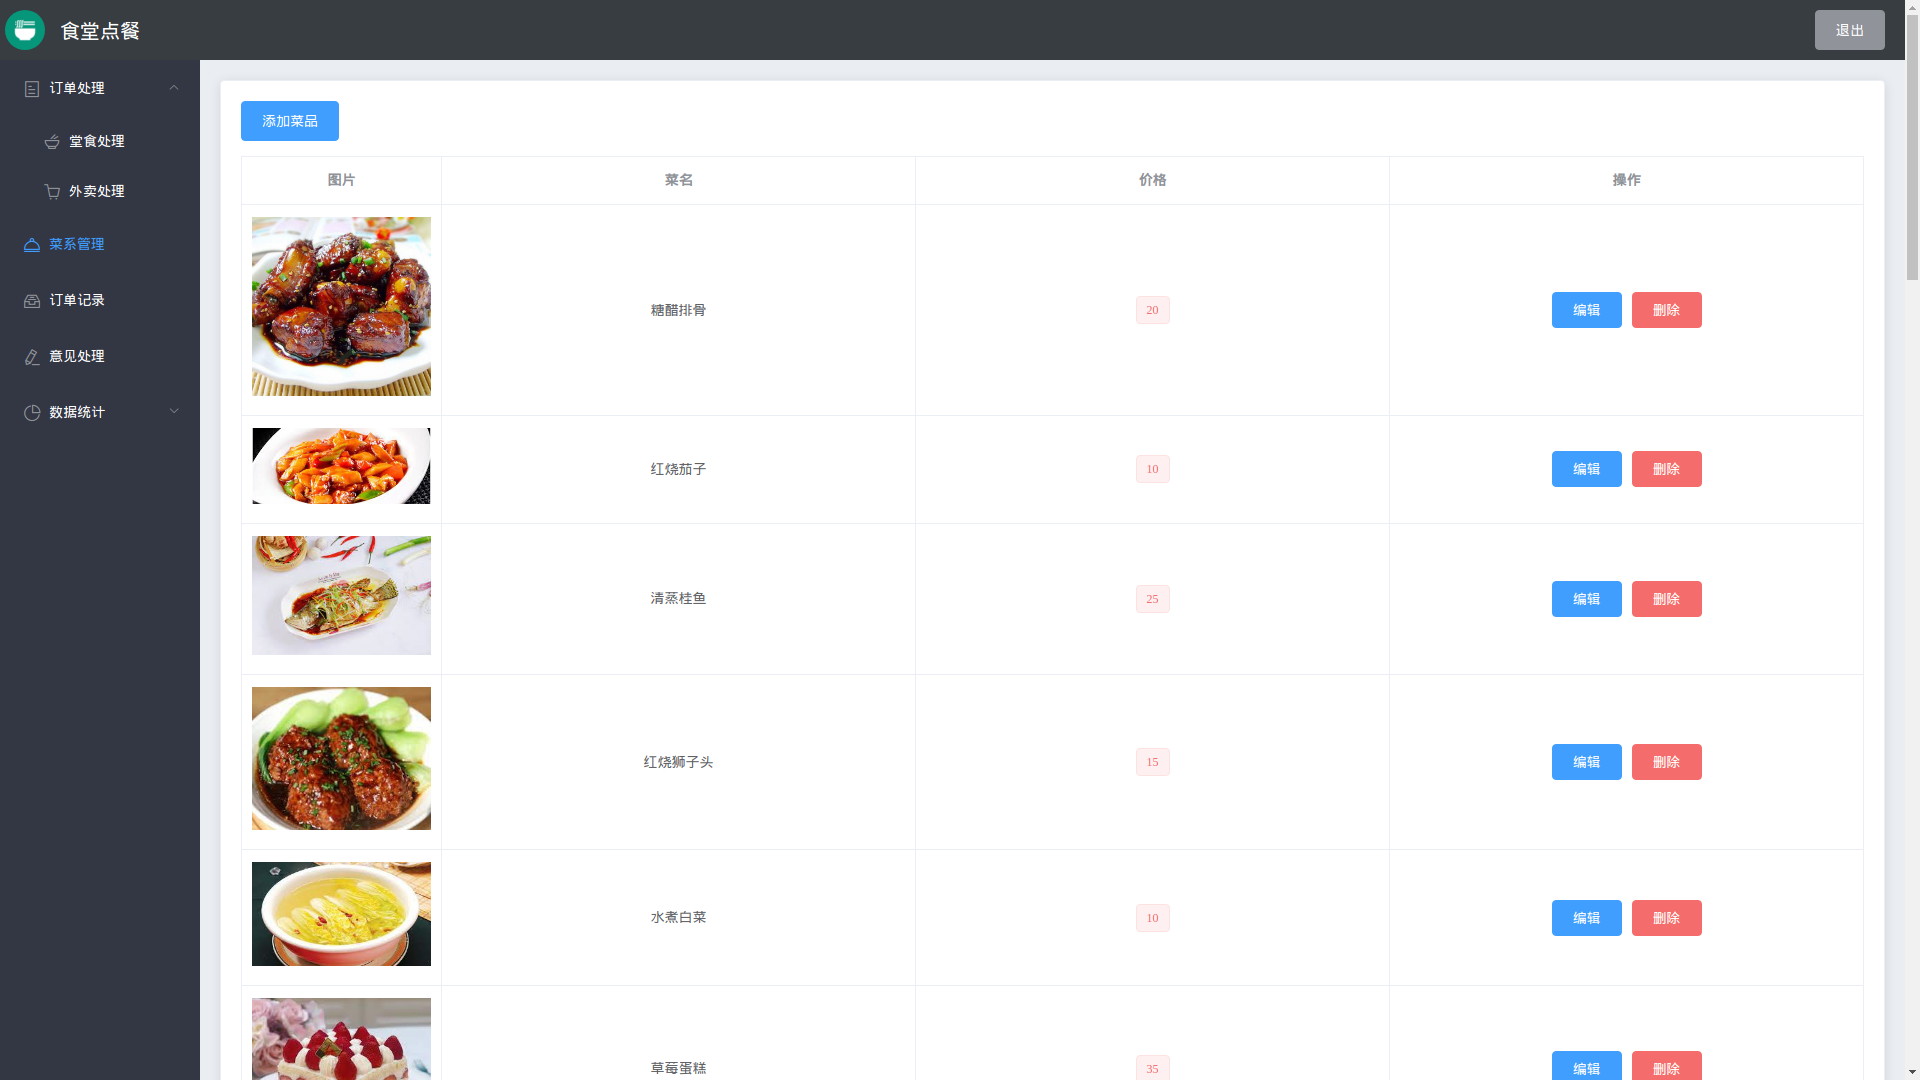 食堂点餐
退出
订单处理
堂食处理
外卖处理
菜系管理
订单记录
意见处理
数据统计
添加菜品
图片 菜名 价格 操作
糖醋排骨 20 编辑 删除
红烧茄子 10 编辑 删除
清蒸桂鱼 25 编辑 删除
红烧狮子头 15 编辑 删除
水煮白菜 10 编辑 删除
草莓蛋糕 35 编辑 删除